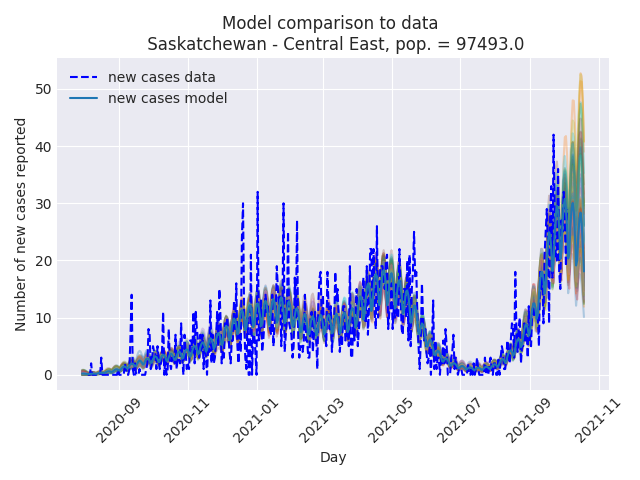 Model comparison to data
Saskatchewan - Central East, pop. = 97493.0
new cases data
new cases model
Number of new cases reported
50
40
30
20
10
0
2020-09
2020-11
2021-01
2021-03
2021-05
2021-07
2021-09
2021-11
Day